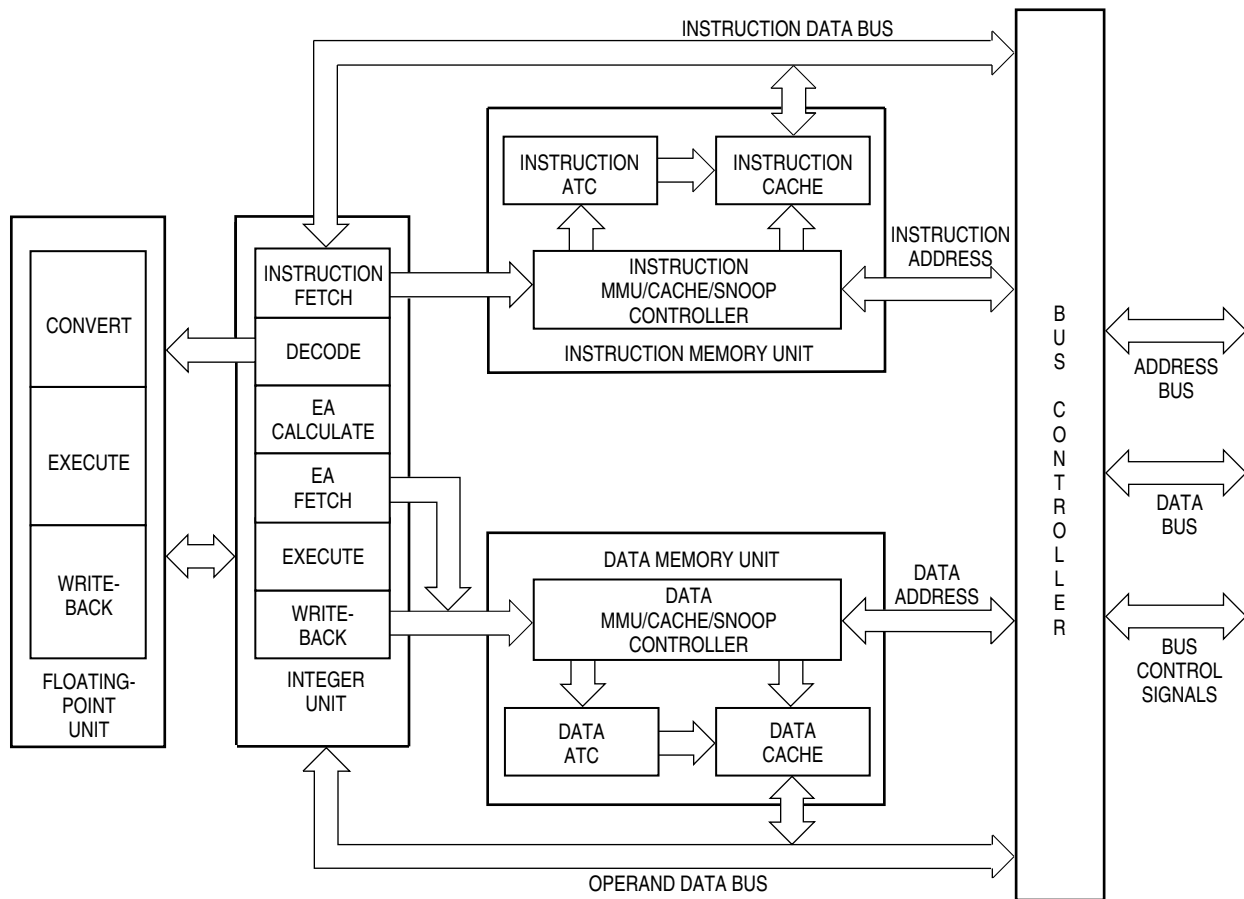 INSTRUCTION DATA BUS
INSTRUCTION
ATC
INSTRUCTION
CACHE
INSTRUCTION
MMU/CACHE/SNOOP
CONTROLLER
INSTRUCTION MEMORY UNIT
INSTRUCTION
ADDRESS
CONVERT
EXECUTE
WRITE-
BACK
FLOATING-
POINT
UNIT
INSTRUCTION
FETCH
DECODE
EA
CALCULATE
EA
FETCH
EXECUTE
WRITE-
BACK
INTEGER
UNIT
DATA MEMORY UNIT
DATA
MMU/CACHE/SNOOP
CONTROLLER
DATA
ATC
DATA
CACHE
DATA
ADDRESS
OPERAND DATA BUS
BUS CONTROLLER
ADDRESS
BUS
DATA
BUS
BUS
CONTROL
SIGNALS